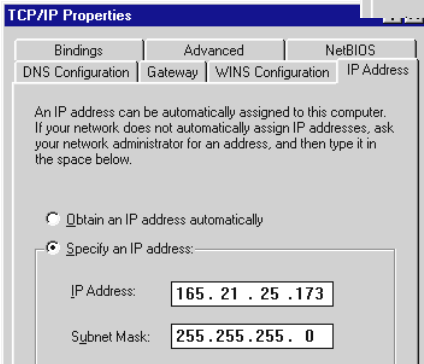 TCP/IP Properties
Bindings Advanced NetBIOS
DNS Configuration Gateway WINS Configuration IP Address
An IP address can be automatically assigned to this computer.
If your network does not automatically assign IP addresses, ask
your network administrator for an address, and then type it in
the space below.
Obtain an IP address automatically
Specify an IP address:
IP Address: 165. 21 . 25 .173
Subnet Mask: 255.255.255. 0